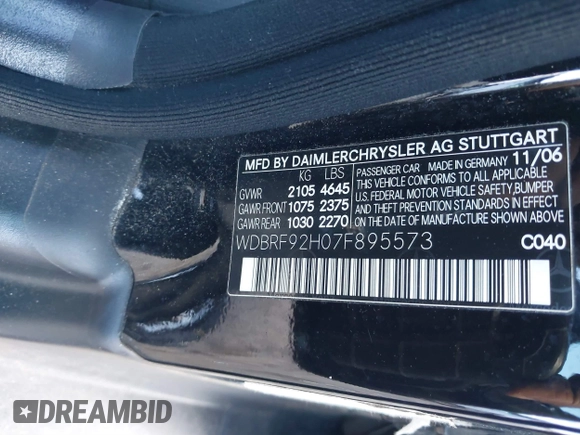 MFD BY DAIMLERCHRYSLER AG STUTTGART
KG LBS
GVWR 2105 4645
GAWR FRONT 1075 2375
GAWR REAR 1030 2270
PASSENGER CAR MADE IN GERMANY 11/06
THIS VEHICLE CONFORMS TO ALL APPLICABLE
U.S. FEDERAL MOTOR VEHICLE SAFETY, BUMPER
AND THEFT PREVENTION STANDARDS IN EFFECT
ON THE DATE OF MANUFACTURE SHOWN ABOVE.
WDBRF92H07F895573
C040
DREAMBID